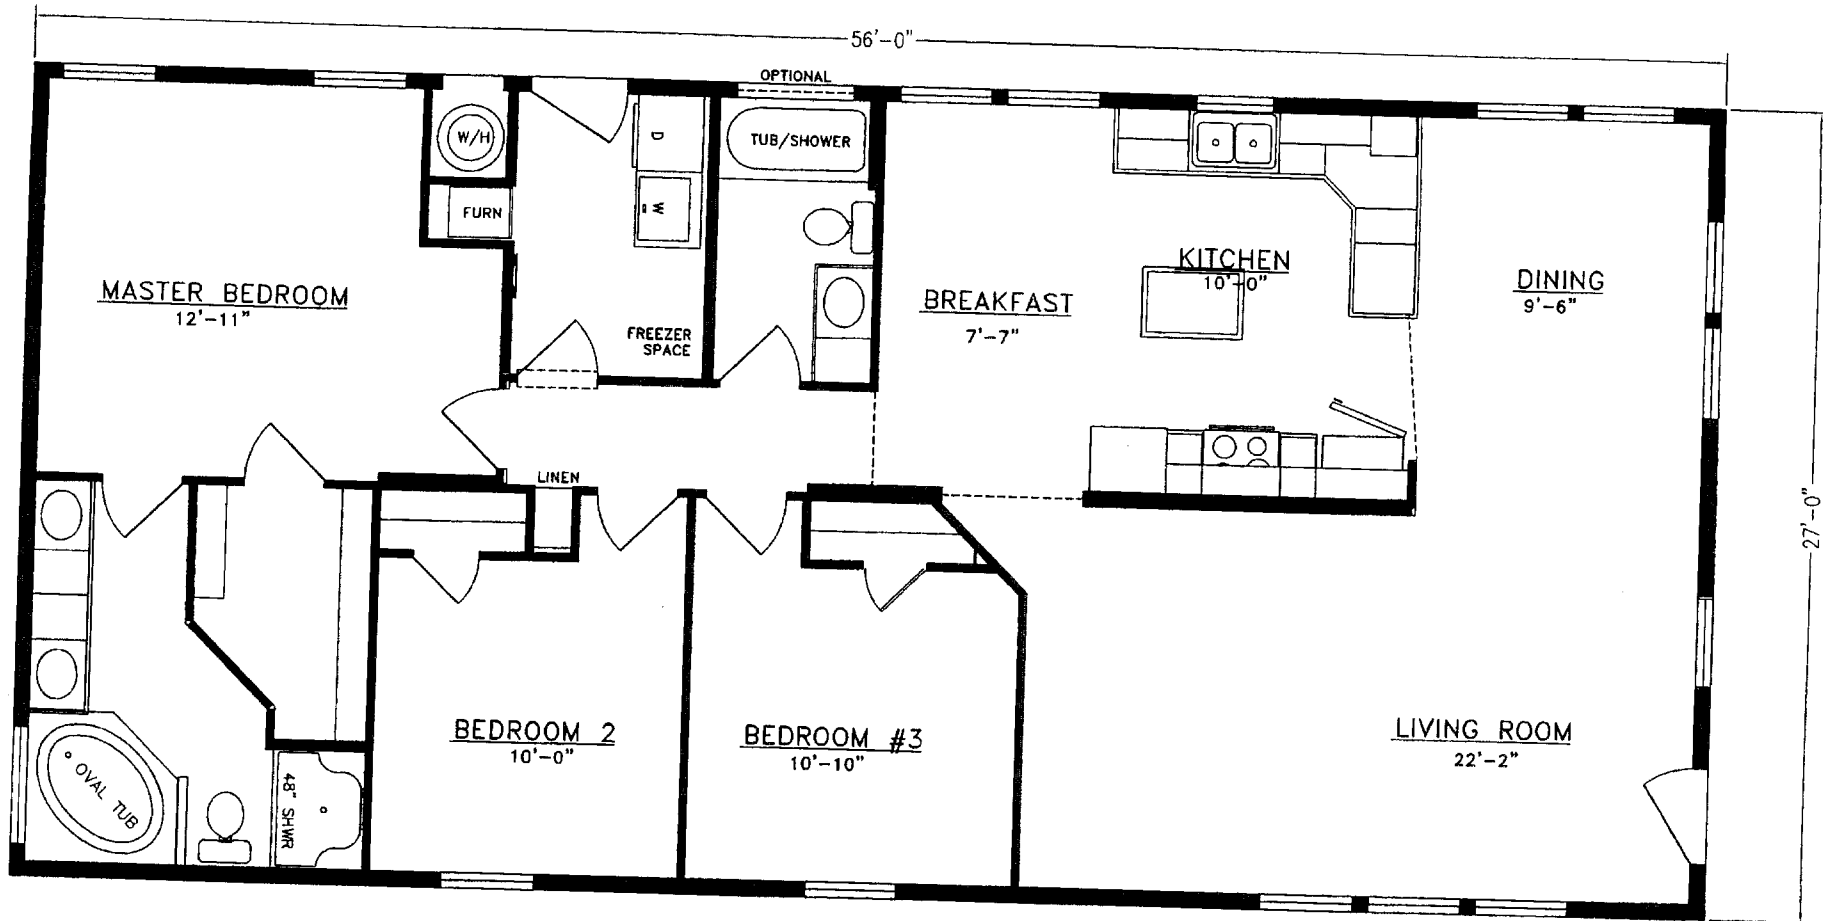 56'-0"
OPTIONAL
W/H
D
TUB/SHOWER
W
FURN
KITCHEN
10'-0"
DINING
9'-6"
MASTER BEDROOM
12'-11"
BREAKFAST
7'-7"
FREEZER
SPACE
LINEN
27'-0"
BEDROOM 2
10'-0"
BEDROOM #3
10'-10"
LIVING ROOM
22'-2"
OVAL TUB
48" SHWR